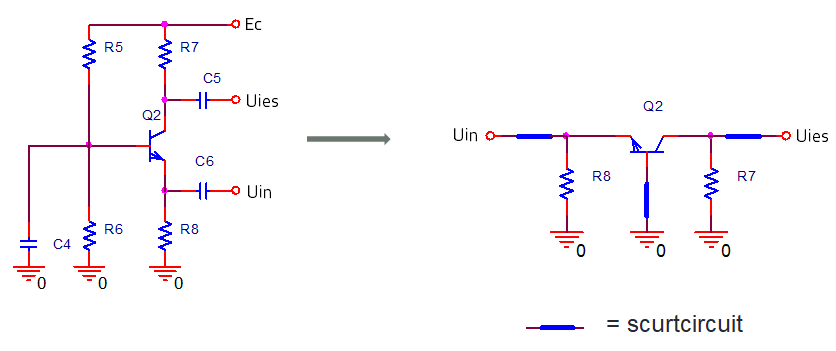 Ec
R5
R7
C5
Uies
Q2
C6
Uin
R6
R8
C4
0
0
0
Q2
Uin
Uies
R8
R7
0
0
0
= scurtcircuit